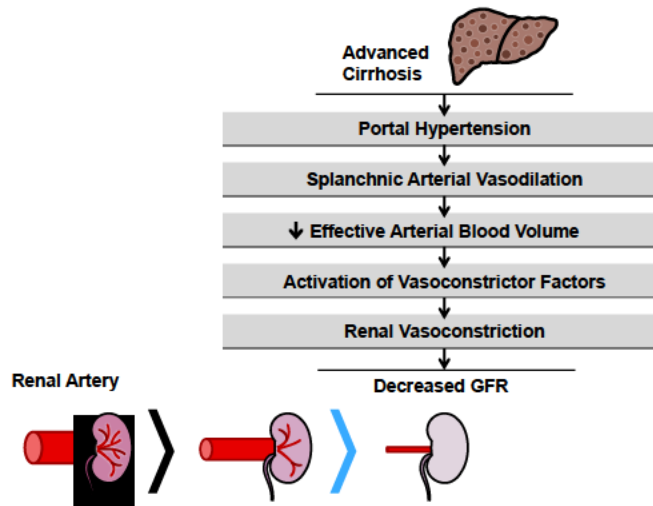 Advanced
Cirrhosis
Portal Hypertension
Splanchnic Arterial Vasodilation
↓ Effective Arterial Blood Volume
Activation of Vasoconstrictor Factors
Renal Vasoconstriction
Decreased GFR
Renal Artery